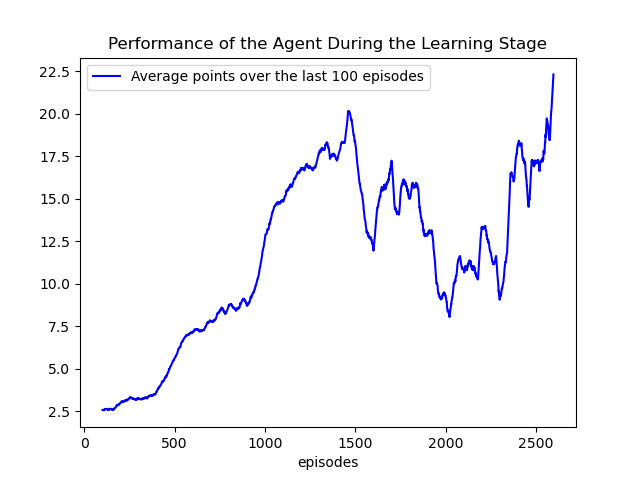 Performance of the Agent During the Learning Stage
Average points over the last 100 episodes
22.5
20.0
17.5
15.0
12.5
10.0
7.5
5.0
2.5
0 500 1000 1500 2000 2500
episodes